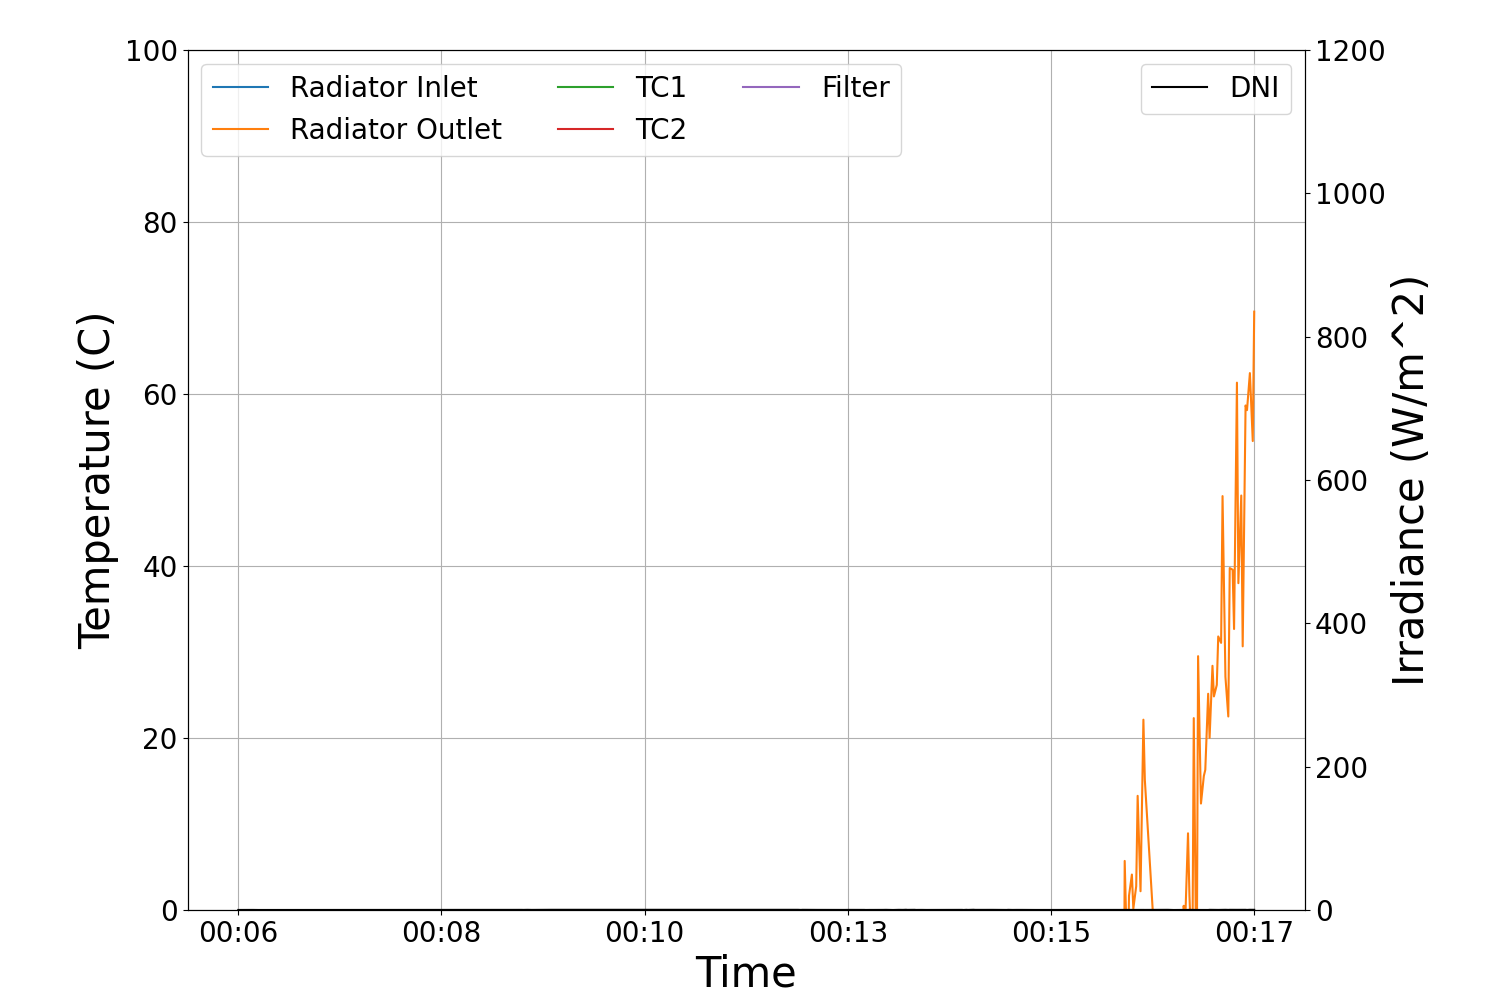 Radiator Inlet
Radiator Outlet
TC1
TC2
Filter
DNI
Temperature (C)
100
80
60
40
20
0
1200
1000
800
600
400
200
0
Irradiance (W/m^2)
00:06 00:08 00:10 00:13 00:15 00:17
Time